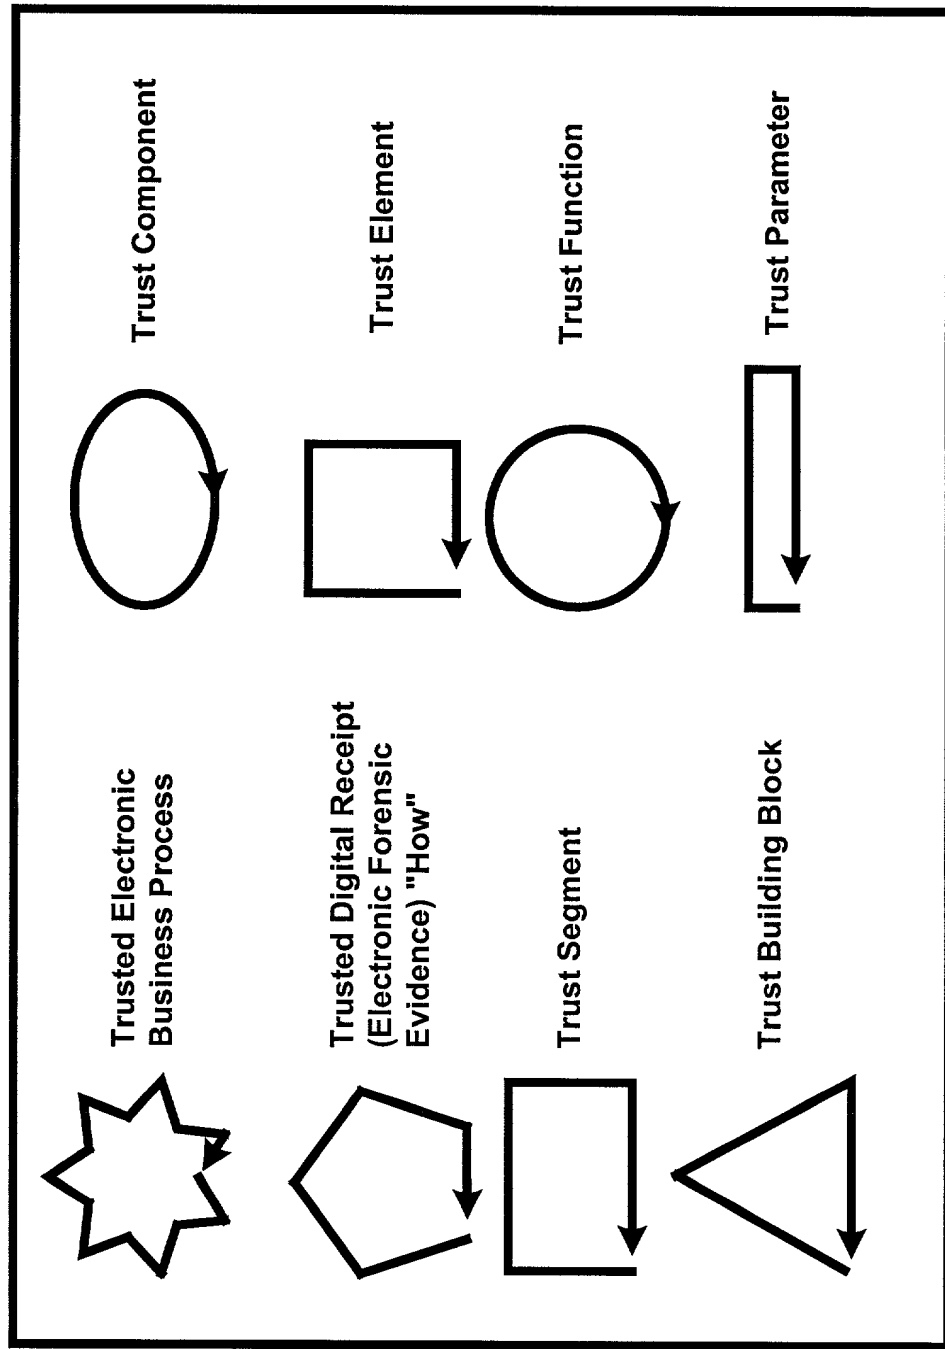 Trusted Electronic
Business Process
Trusted Digital Receipt
(Electronic Forensic
Evidence) "How"
Trust Segment
Trust Building Block
Trust Component
Trust Element
Trust Function
Trust Parameter